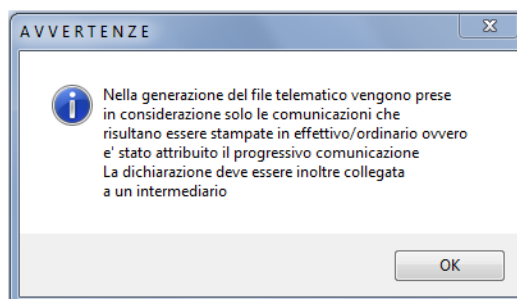 AVVERTENZE
Nella generazione del file telematico vengono prese
in considerazione solo le comunicazioni che
risultano essere stampate in effettivo/ordinario ovvero
e' stato attribuito il progressivo comunicazione
La dichiarazione deve essere inoltre collegata
a un intermediario
OK